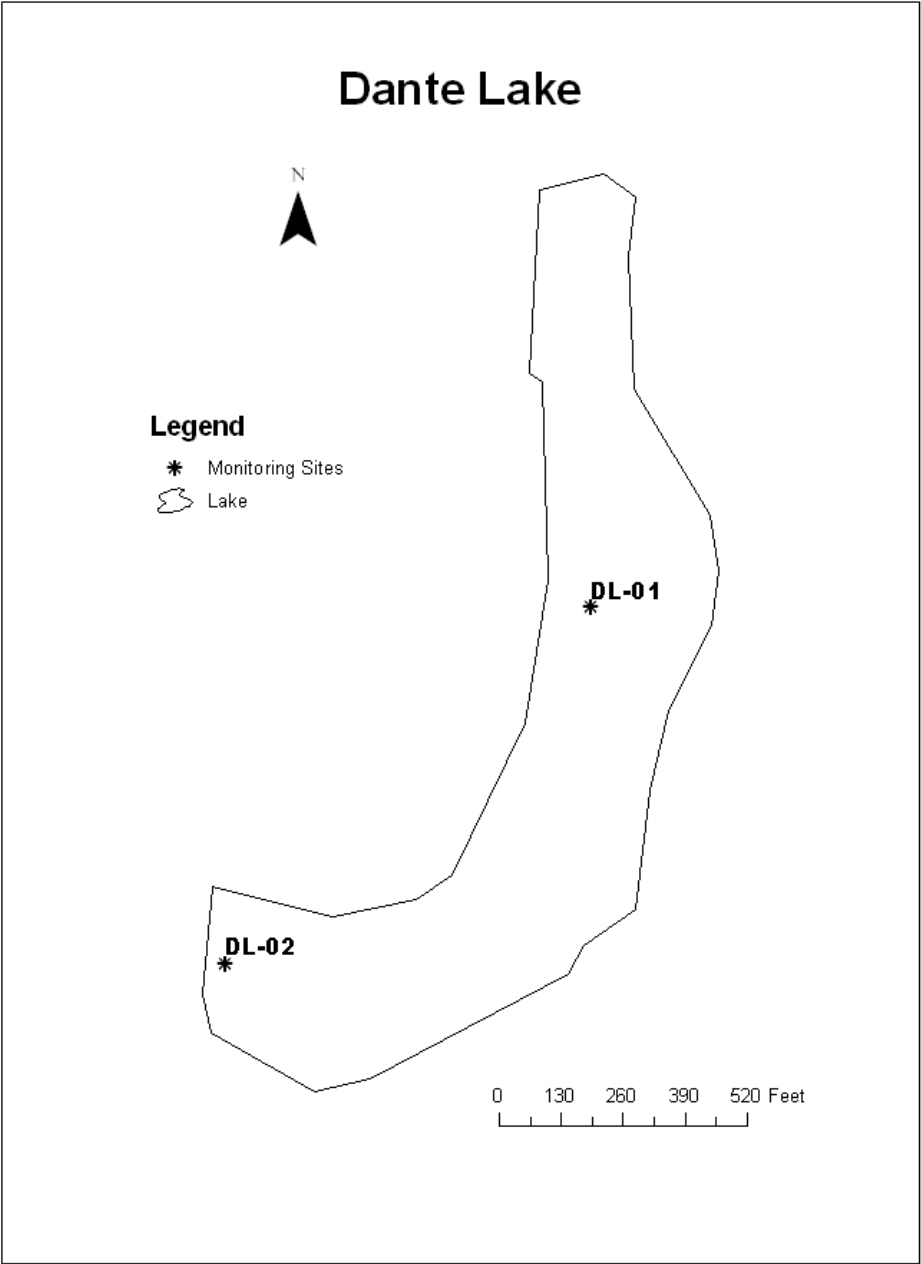 Dante Lake
N
Legend
Monitoring Sites
Lake
DL-01
DL-02
0 130 260 390 520 Feet